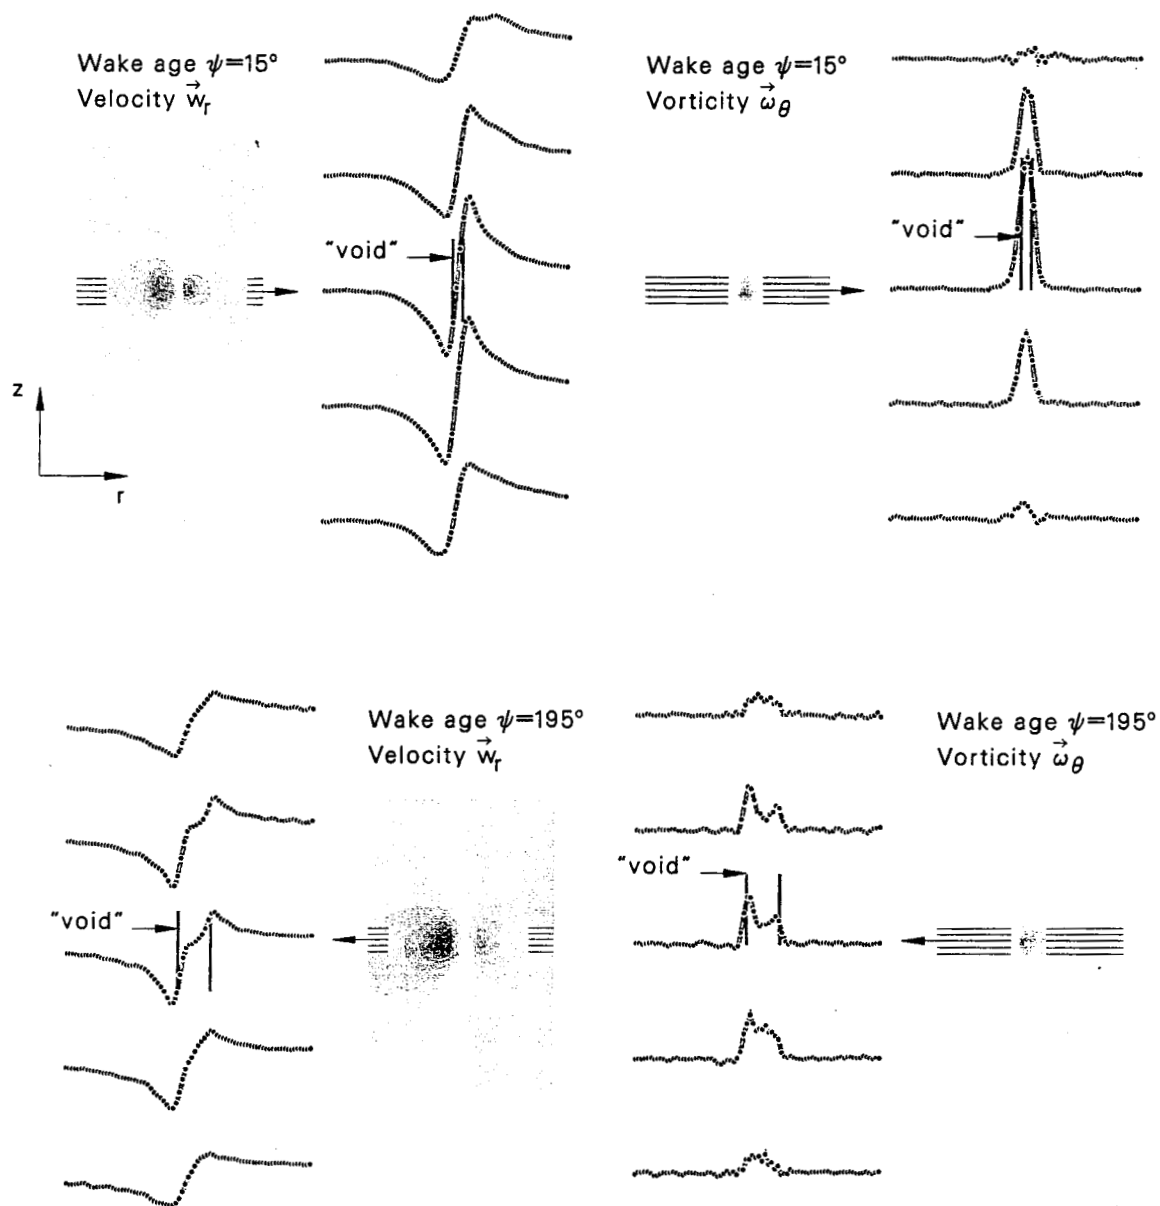 Wake age ψ=15°
Velocity w⃗r
"void"
Wake age ψ=15°
Vorticity ω⃗θ
"void"
z
r
Wake age ψ=195°
Velocity w⃗r
"void"
Wake age ψ=195°
Vorticity ω⃗θ
"void"